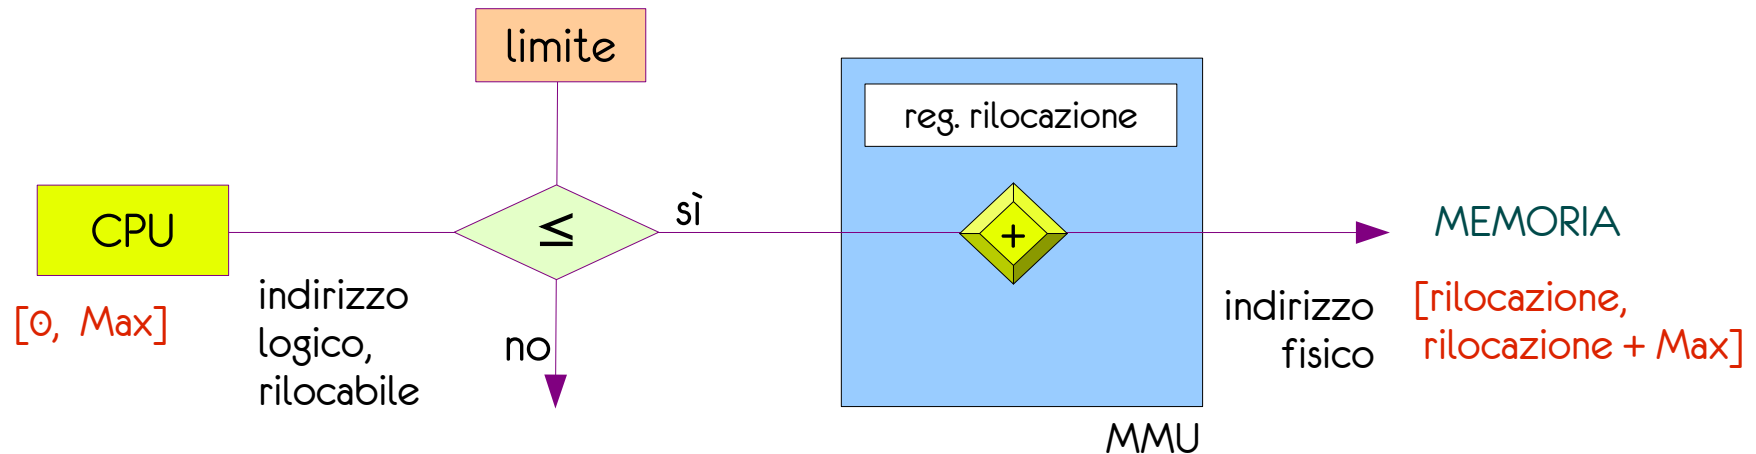 limite
reg. rilocazione
CPU
≤
sì
+
MEMORIA
[0, Max]
indirizzo
logico,
rilocabile
no
indirizzo
fisico
[rilocazione,
rilocazione + Max]
MMU